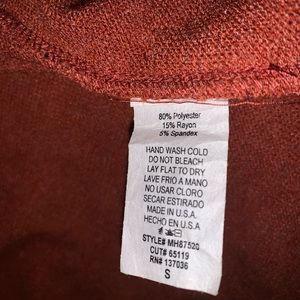 80% Polyester
15% Rayon
5% Spandex
HAND WASH COLD
DO NOT BLEACH
LAY FLAT TO DRY
LAVE FRIO A MANO
NO USAR CLORO
SECAR ESTIRADO
MADE IN U.S.A.
HECHO EN U.S.A
STYLE# MH87520
CUT# 65119
RN# 137036
S